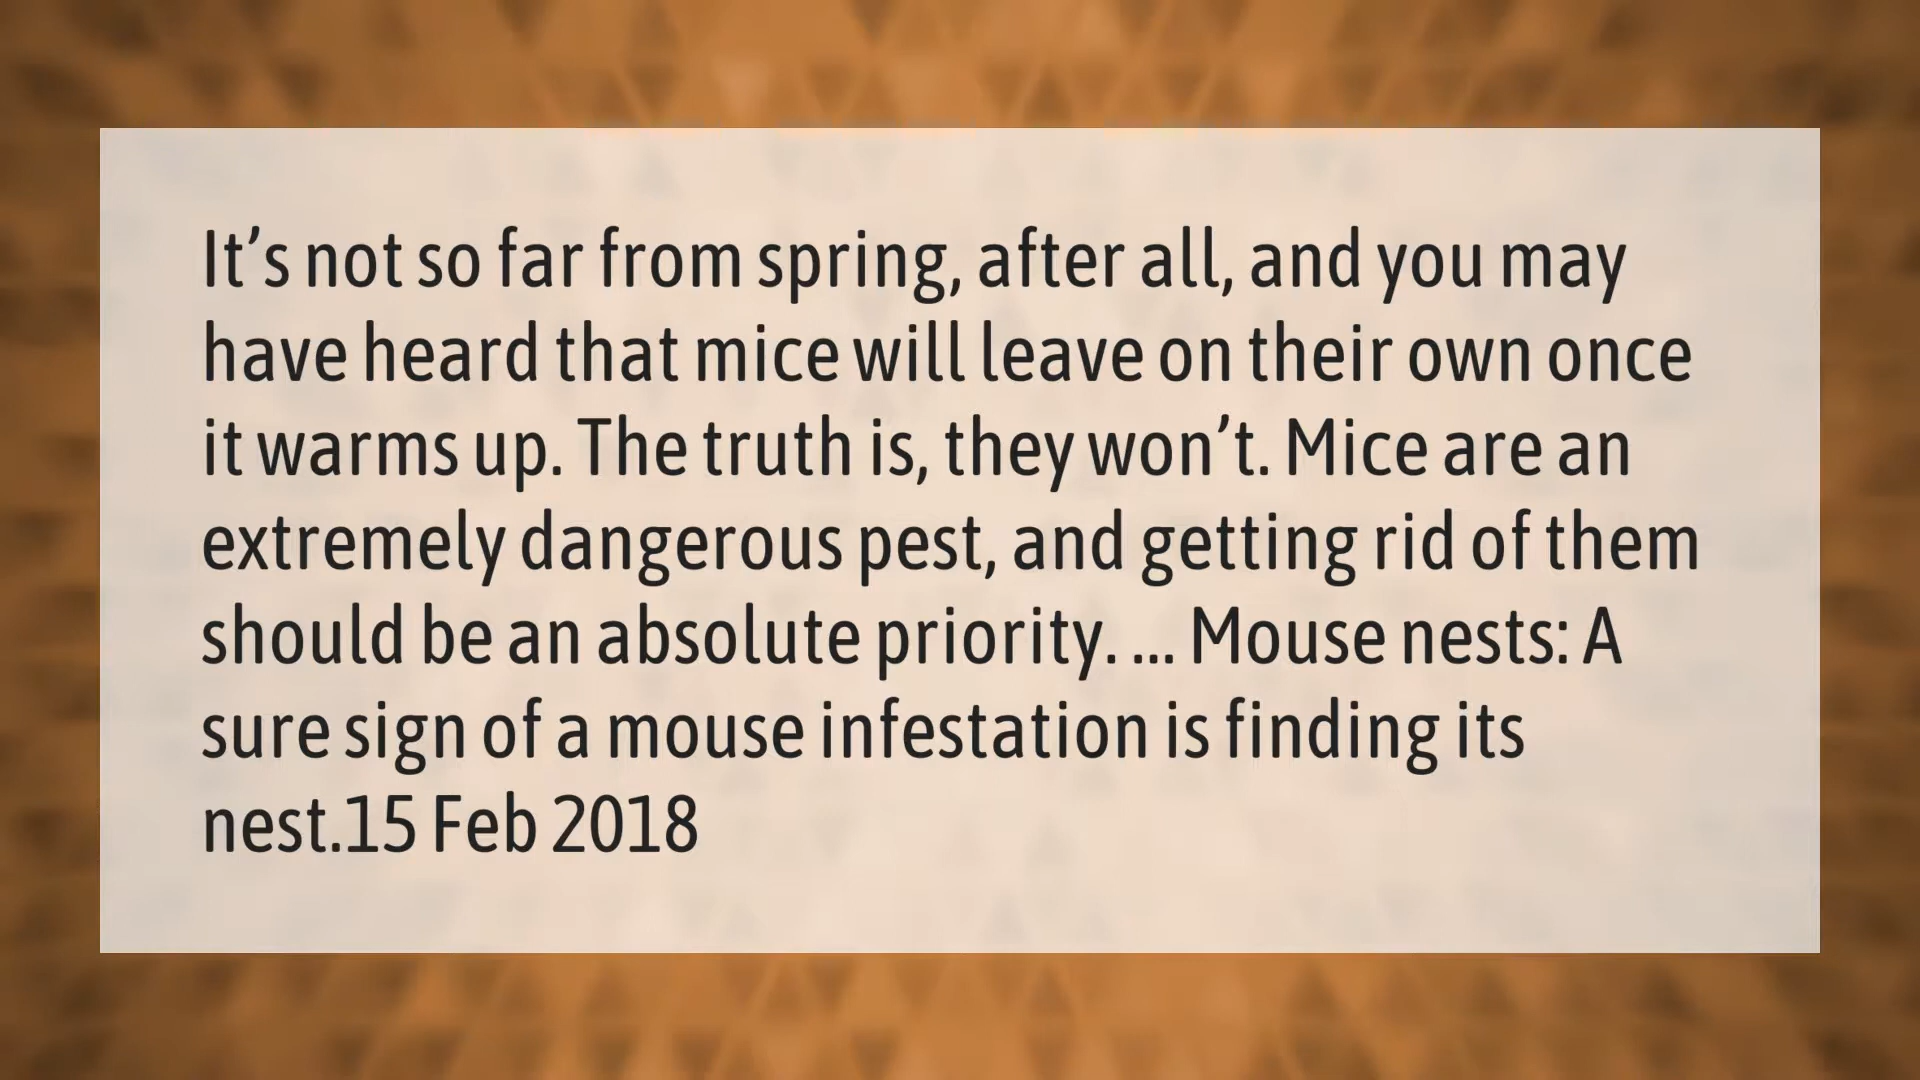 It’s not so far from spring, after all, and you may
have heard that mice will leave on their own once
it warms up. The truth is, they won’t. Mice are an
extremely dangerous pest, and getting rid of them
should be an absolute priority. ... Mouse nests: A
sure sign of a mouse infestation is finding its
nest.15 Feb 2018